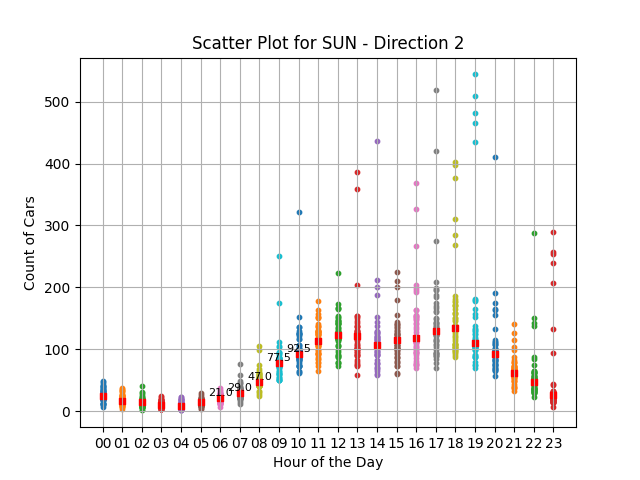 Scatter Plot for SUN - Direction 2
Count of Cars
500
400
300
200
100
0
92.5
77.5
47.0
29.0
21.0
00 01 02 03 04 05 06 07 08 09 10 11 12 13 14 15 16 17 18 19 20 21 22 23
Hour of the Day